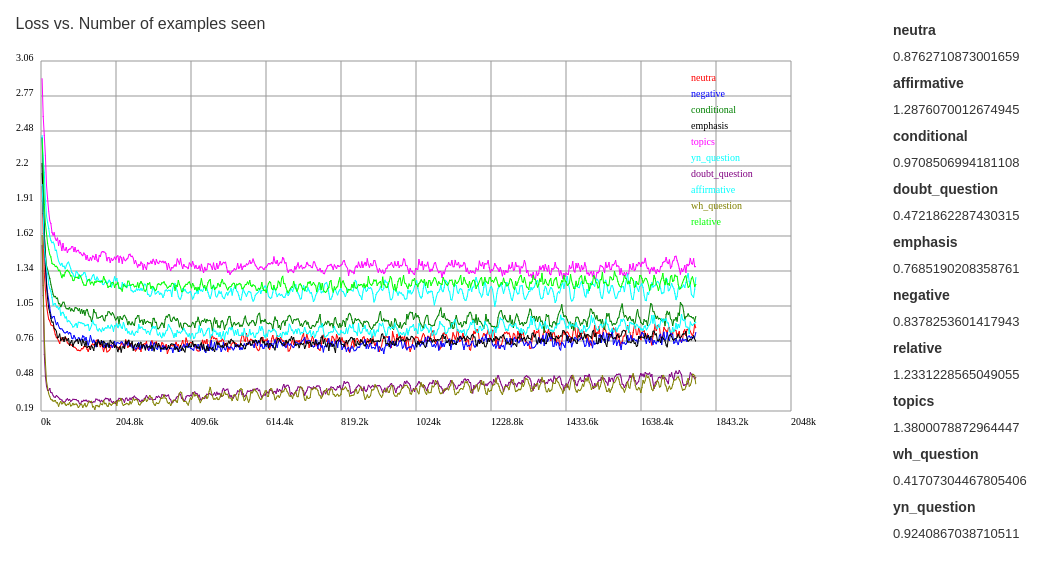 Loss vs. Number of examples seen
3.06
2.77
2.48
2.2
1.91
1.62
1.34
1.05
0.76
0.48
0.19
0k 204.8k 409.6k 614.4k 819.2k 1024k 1228.8k 1433.6k 1638.4k 1843.2k 2048k
neutra
negative
conditional
emphasis
topics
yn_question
doubt_question
affirmative
wh_question
relative
neutra
0.8762710873001659
affirmative
1.2876070012674945
conditional
0.9708506994181108
doubt_question
0.4721862287430315
emphasis
0.7685190208358761
negative
0.8378253601417943
relative
1.2331228565049055
topics
1.3800078872964447
wh_question
0.41707304467805406
yn_question
0.9240867038710511